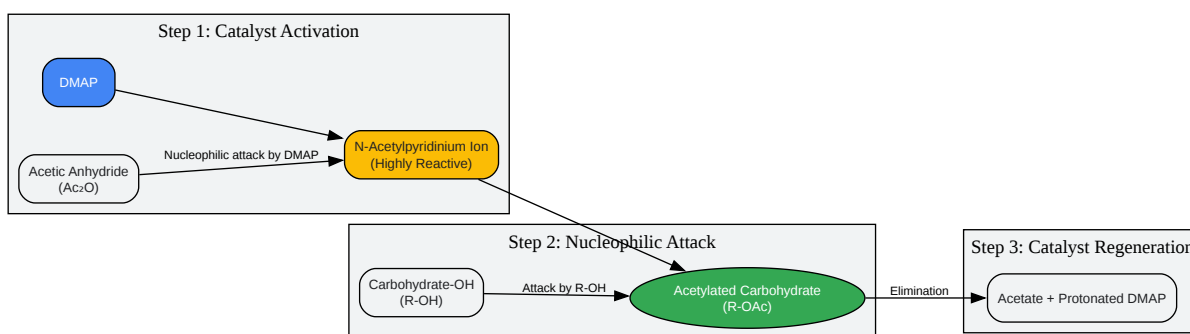 Step 1: Catalyst Activation
DMAP
Nucleophilic attack by DMAP
N-Acetylpyridinium Ion
(Highly Reactive)
Acetic Anhydride
(Ac₂O)
Step 2: Nucleophilic Attack
Carbohydrate-OH
(R-OH)
Attack by R-OH
Acetylated Carbohydrate
(R-OAc)
Elimination
Step 3: Catalyst Regeneration
Acetate + Protonated DMAP